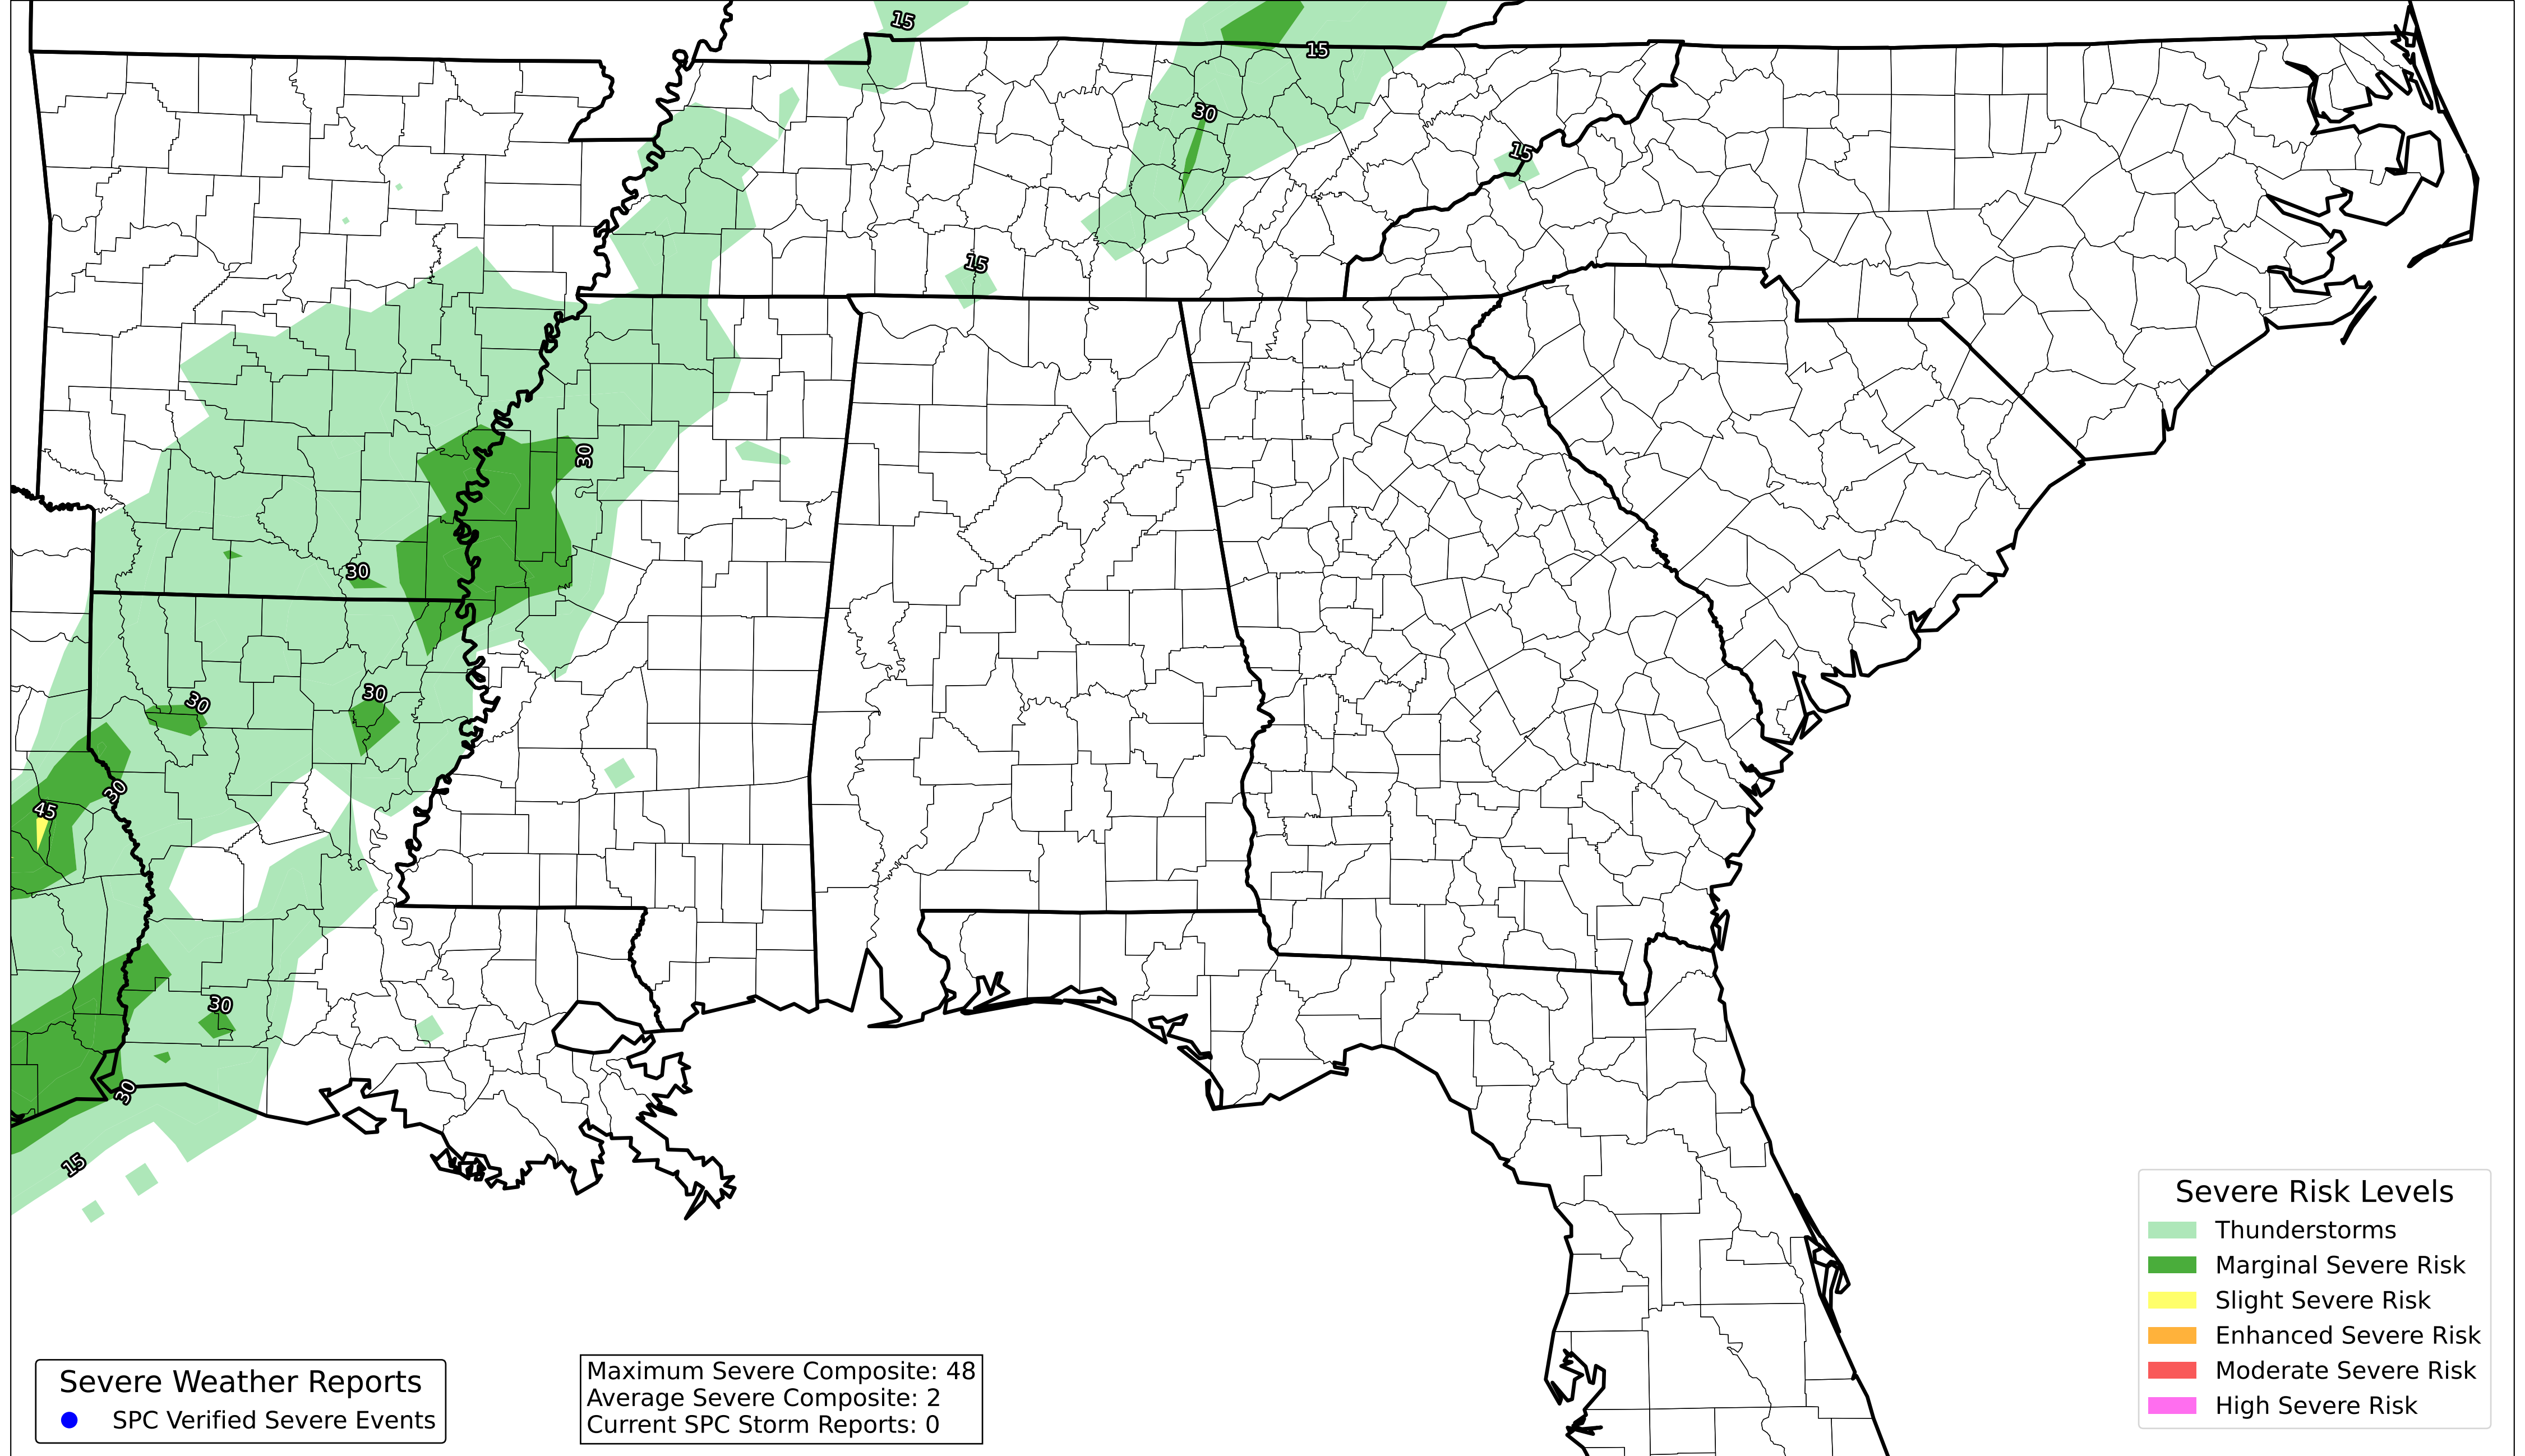 15
15
30
15
15
30
30
30
30
30
45
30
30
15
Severe Risk Levels
Thunderstorms
Marginal Severe Risk
Slight Severe Risk
Enhanced Severe Risk
Moderate Severe Risk
High Severe Risk
Severe Weather Reports
SPC Verified Severe Events
Maximum Severe Composite: 48
Average Severe Composite: 2
Current SPC Storm Reports: 0